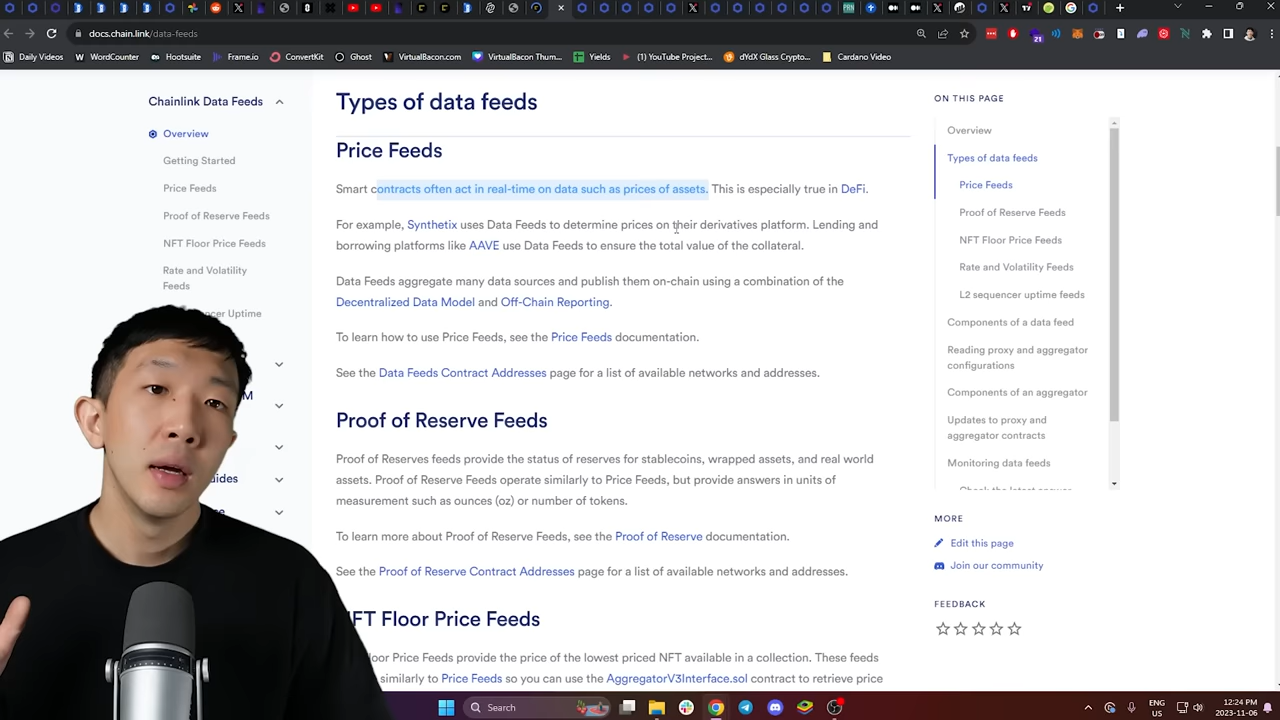 12:24 PM
docs.chain.link/data-feeds
21
Daily Videos
WordCounter
Hootsuite
Frame.io
ConvertKit
Ghost
VirtualBacon.com
VirtualBacon Thum...
Yields
(1) YouTube Project...
dYdX Glass Crypto...
Cardano Video
Chainlink Data Feeds
Overview
Getting Started
Price Feeds
Proof of Reserve Feeds
NFT Floor Price Feeds
Rate and Volatility
Feeds
Uptime
M
uides
Types of data feeds
Price Feeds
Smart contracts often act in real-time on data such as prices of assets. This is especially true in DeFi.
For example, Synthetix uses Data Feeds to determine prices on their derivatives platform. Lending and
borrowing platforms like AAVE use Data Feeds to ensure the total value of the collateral.
Data Feeds aggregate many data sources and publish them on-chain using a combination of the
Decentralized Data Model and Off-Chain Reporting.
To learn how to use Price Feeds, see the Price Feeds documentation.
See the Data Feeds Contract Addresses page for a list of available networks and addresses.
Proof of Reserve Feeds
Proof of Reserves feeds provide the status of reserves for stablecoins, wrapped assets, and real world
assets. Proof of Reserve Feeds operate similarly to Price Feeds, but provide answers in units of
measurement such as ounces (oz) or number of tokens.
To learn more about Proof of Reserve Feeds, see the Proof of Reserve documentation.
See the Proof of Reserve Contract Addresses page for a list of available networks and addresses.
NFT Floor Price Feeds
Floor Price Feeds provide the price of the lowest priced NFT available in a collection. These feeds
similarly to Price Feeds so you can use the AggregatorV3Interface.sol contract to retrieve price
ON THIS PAGE
Overview
Types of data feeds
Price Feeds
Proof of Reserve Feeds
NFT Floor Price Feeds
Rate and Volatility Feeds
L2 sequencer uptime feeds
Components of a data feed
Reading proxy and aggregator
configurations
Components of an aggregator
Updates to proxy and
aggregator contracts
Monitoring data feeds
Check the latest answer
MORE
Edit this page
Join our community
FEEDBACK
Search
ENG
US
12:24 PM
2023-11-06